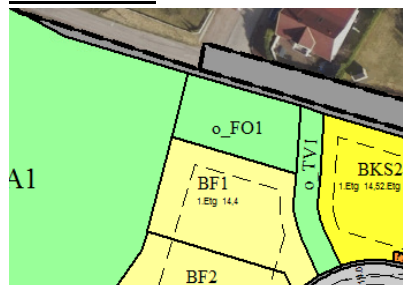 o_FO1
A1
o_TV1
BKS2
1.Etg 14,52.Etg
BF1
1.Etg 14,4
BF2